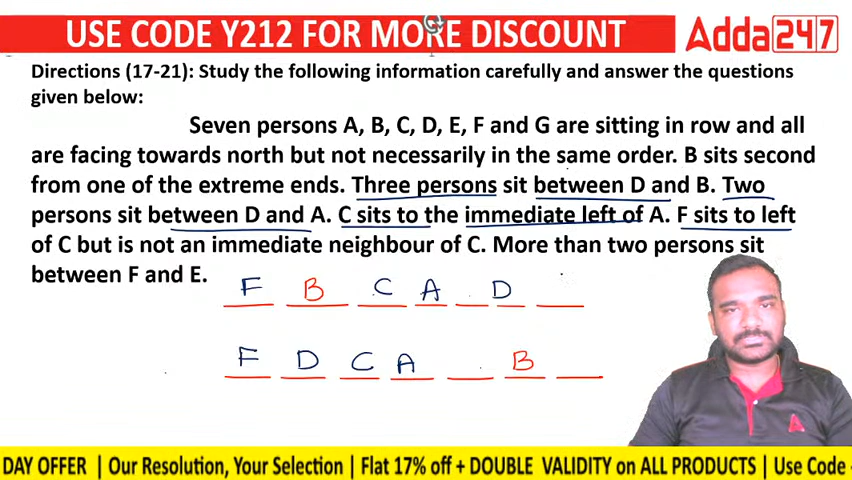 USE CODE Y212 FOR MORE DISCOUNT
Adda247
Directions (17-21): Study the following information carefully and answer the questions
given below:
Seven persons A, B, C, D, E, F and G are sitting in row and all
are facing towards north but not necessarily in the same order. B sits second
from one of the extreme ends. Three persons sit between D and B. Two
persons sit between D and A. C sits to the immediate left of A. F sits to left
of C but is not an immediate neighbour of C. More than two persons sit
between F and E.
F B C A D
F D C A B
A
DAY OFFER | Our Resolution, Your Selection | Flat 17% off + DOUBLE VALIDITY on ALL PRODUCTS | Use Code